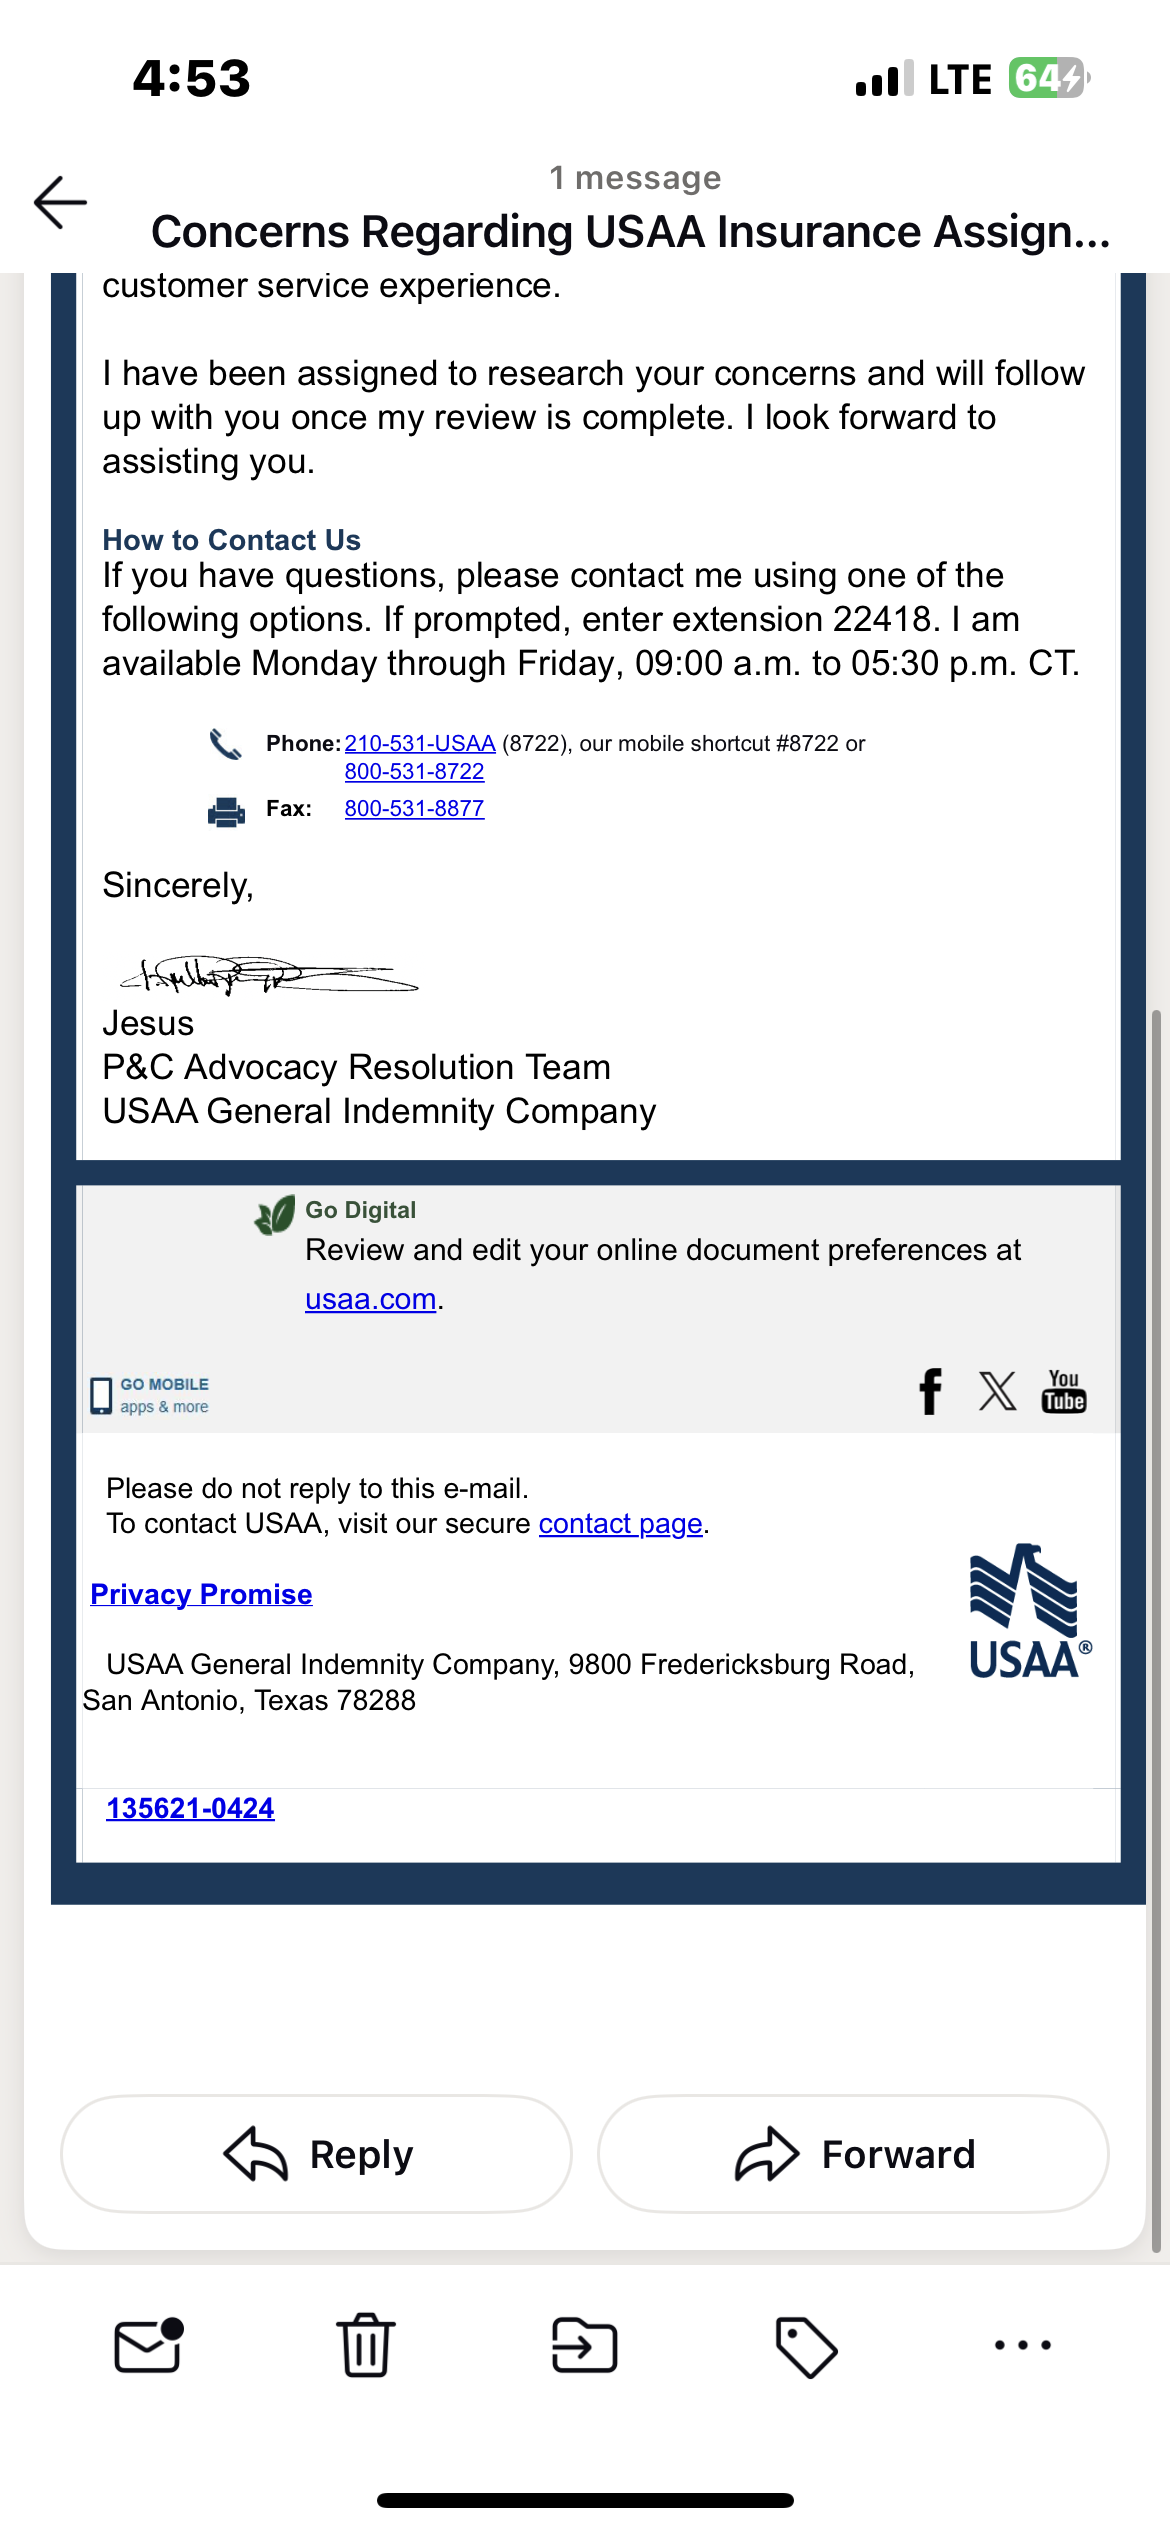 4:53
LTE 64
1 message
Concerns Regarding USAA Insurance Assign...
customer service experience.
I have been assigned to research your concerns and will follow
up with you once my review is complete. I look forward to
assisting you.
How to Contact Us
If you have questions, please contact me using one of the
following options. If prompted, enter extension 22418. I am
available Monday through Friday, 09:00 a.m. to 05:30 p.m. CT.
Phone: 210-531-USAA (8722), our mobile shortcut #8722 or
800-531-8722
Fax: 800-531-8877
Sincerely,
Jesus
P&C Advocacy Resolution Team
USAA General Indemnity Company
Go Digital
Review and edit your online document preferences at
usaa.com.
GO MOBILE
apps & more
f X You
Tube
Please do not reply to this e-mail.
To contact USAA, visit our secure contact page.
Privacy Promise
USAA®
USAA General Indemnity Company, 9800 Fredericksburg Road,
San Antonio, Texas 78288
135621-0424
Reply Forward